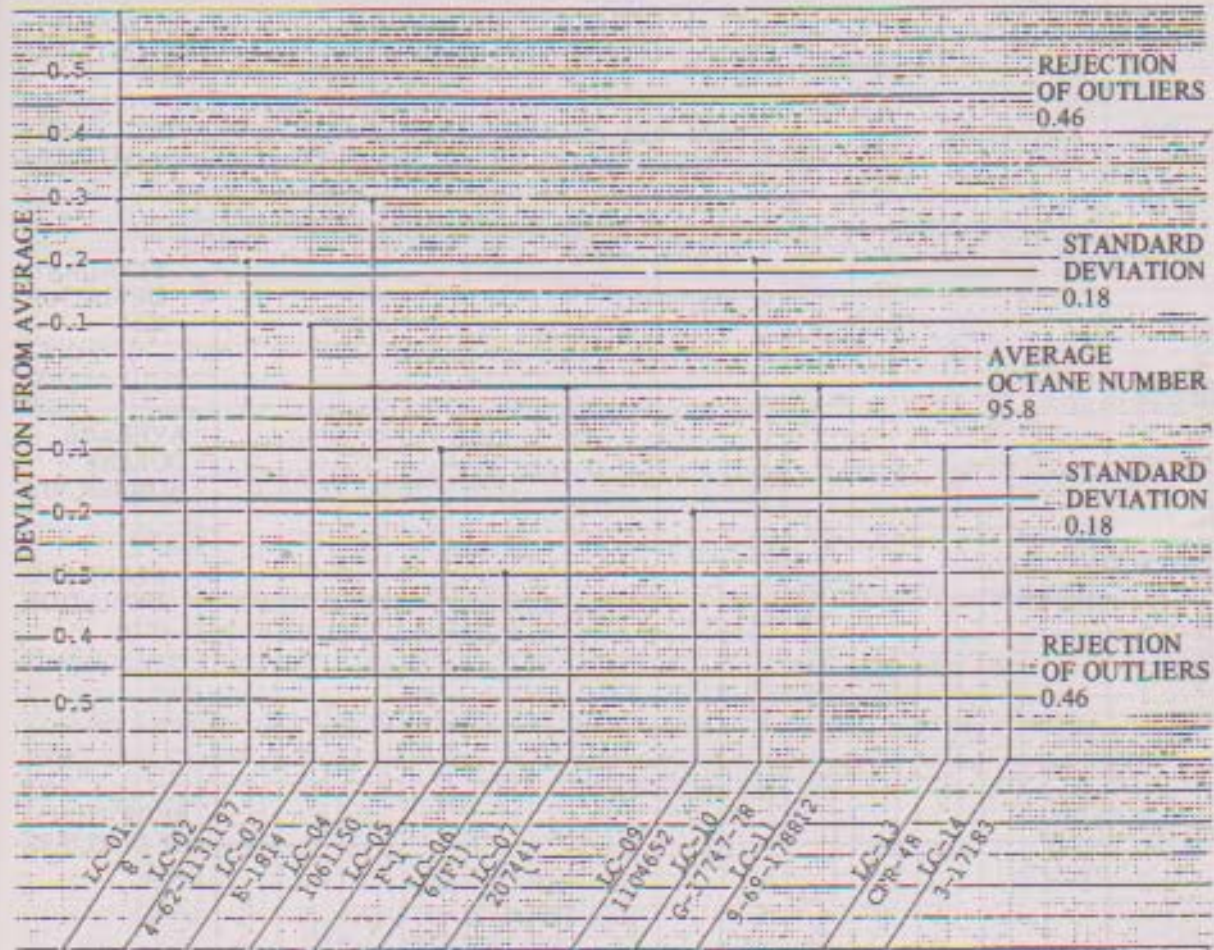 DEVIATION FROM AVERAGE
0.5
0.4
0.3
0.2
0.1
0.1
0.2
0.3
0.4
0.5
REJECTION
OF OUTLIERS
0.46
STANDARD
DEVIATION
0.18
AVERAGE
OCTANE NUMBER
95.8
STANDARD
DEVIATION
0.18
REJECTION
OF OUTLIERS
0.46
LC-01
8
LC-02
4-62-1131197
LC-03
LC-04
1061150
LC-05
F-1
LC-06
6(F1)
LC-07
LC-09
1104652
LC-10
G-37747-78
LC-11
9-69-1786812
LC-13
CFR-48
LC-14
3-17183